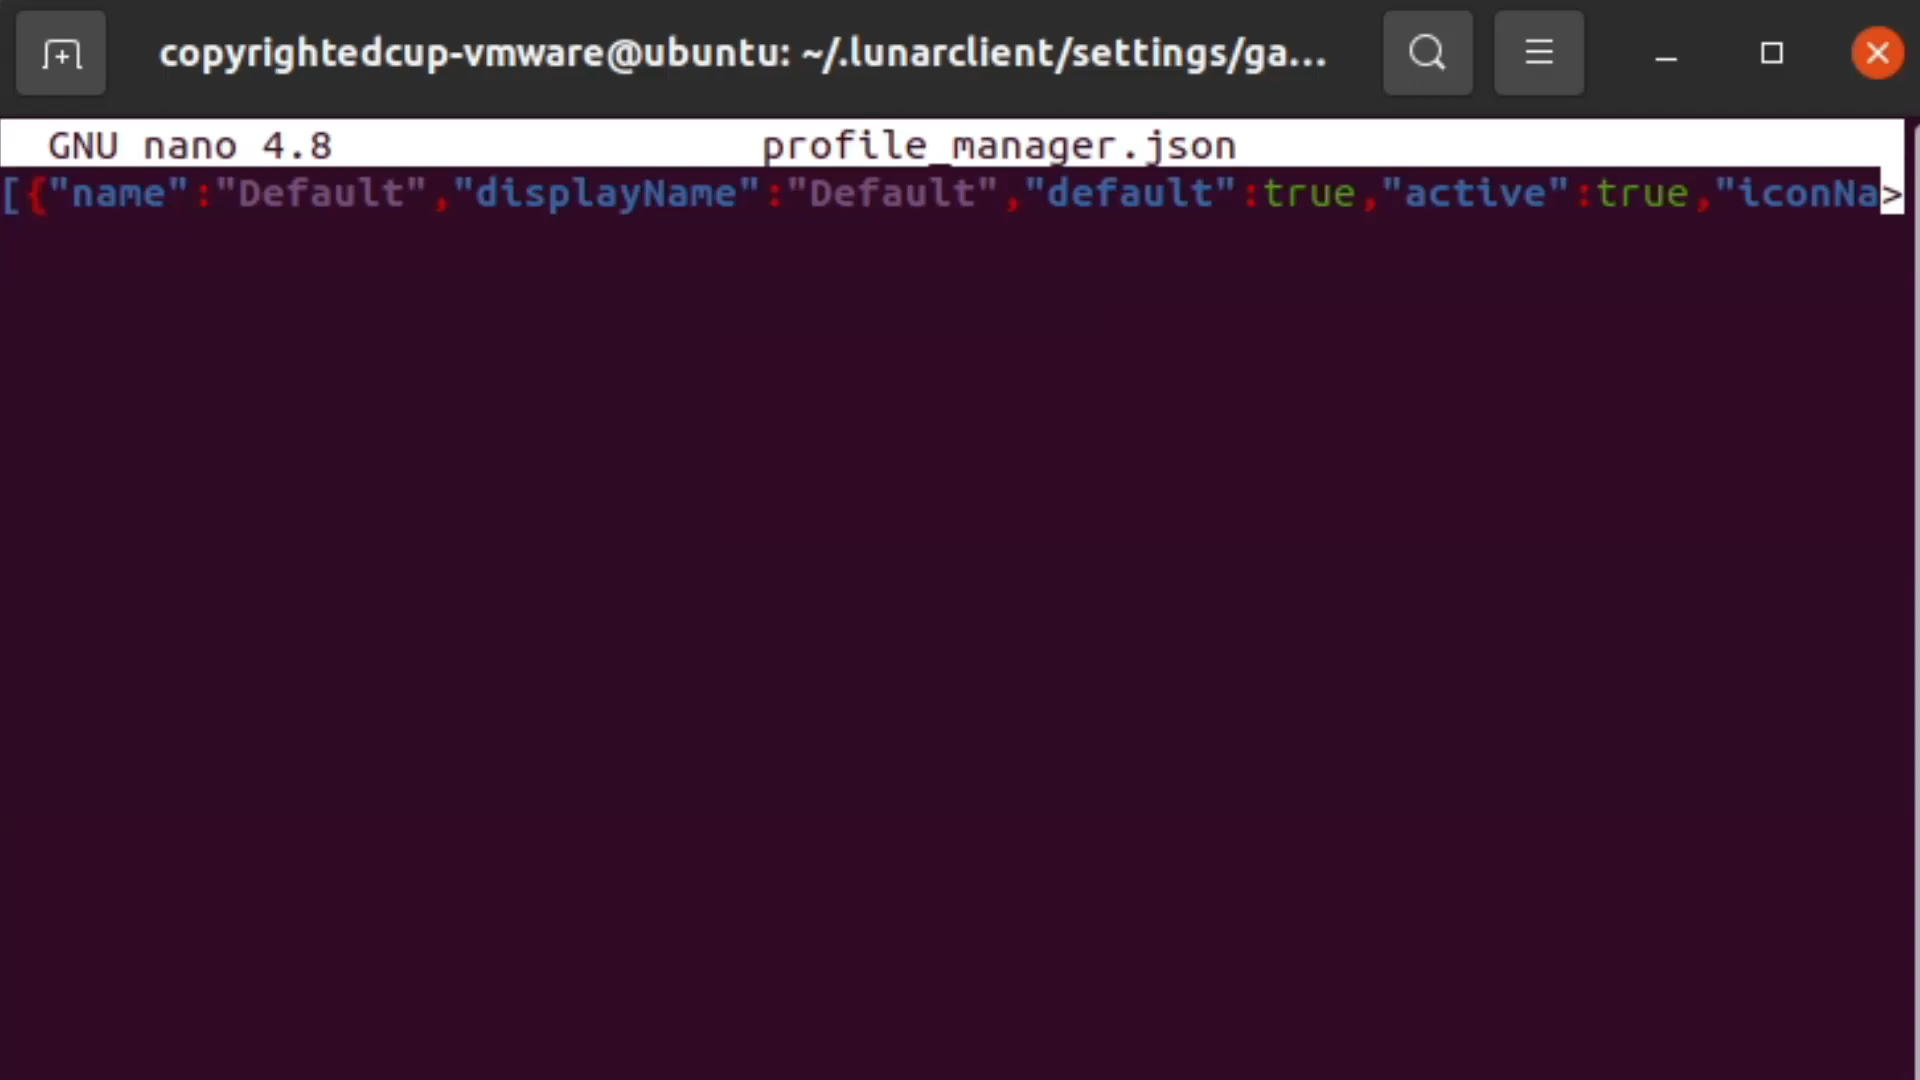 copyrightedcup-vmware@ubuntu: ~/.lunarclient/settings/ga...
GNU nano 4.8 profile_manager.json
[{"name":"Default","displayName":"Default","default":true,"active":true,"iconNa>